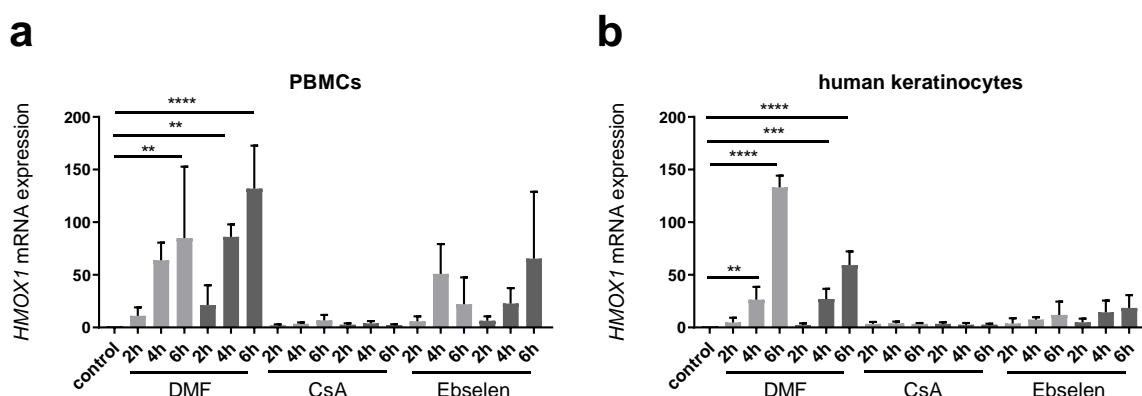 a
PBMCs
HMOX1 mRNA expression
200
150
100
50
0
****
**
**
control 2h 4h 6h 2h 4h 6h 2h 4h 6h 2h 4h 6h 2h 4h 6h 2h 4h 6h
DMF CsA Ebselen
b
human keratinocytes
HMOX1 mRNA expression
200
150
100
50
0
****
***
****
**
control 2h 4h 6h 2h 4h 6h 2h 4h 6h 2h 4h 6h 2h 4h 6h 2h 4h 6h
DMF CsA Ebselen